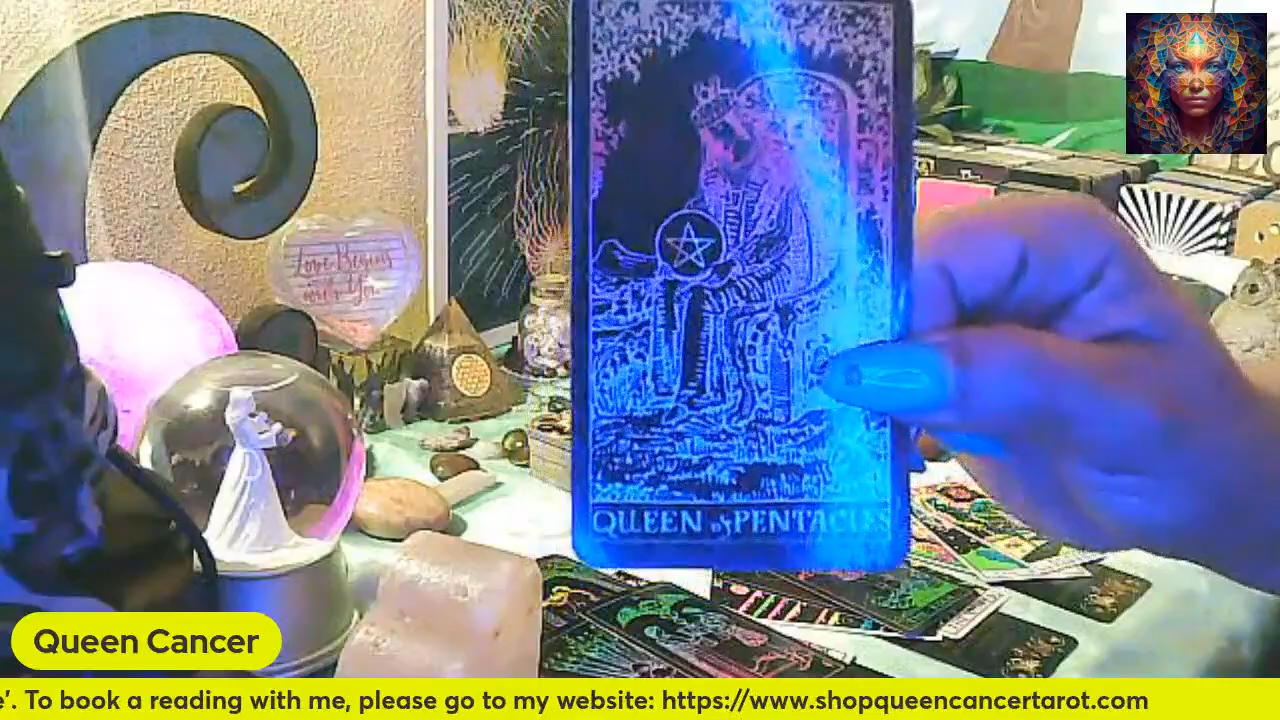 Love Begins
with You
QUEEN of PENTACLES
Queen Cancer
e'. To book a reading with me, please go to my website: https://www.shopqueencancertarot.com